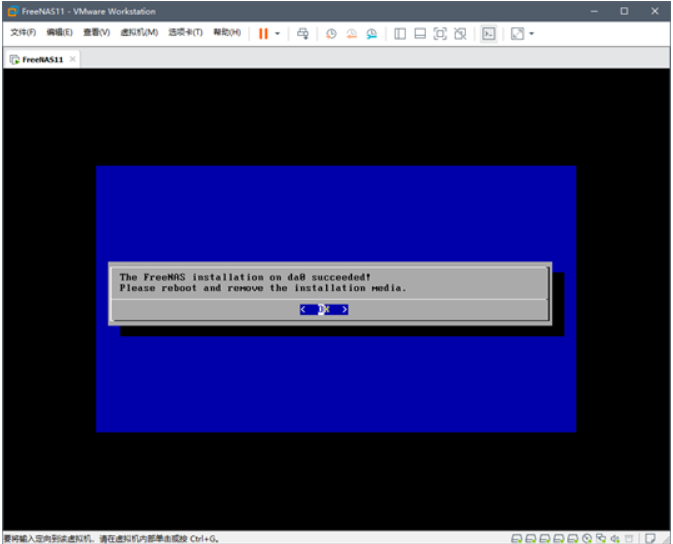 FreeNAS11 - VMware Workstation
文件(F) 编辑(E) 查看(V) 虚拟机(M) 选项卡(T) 帮助(H)
FreeNAS11
The FreeNAS installation on da0 succeeded!
Please reboot and remove the installation media.
< OK >
要将输入定向到该虚拟机，请在虚拟机内部单击或按 Ctrl+G。